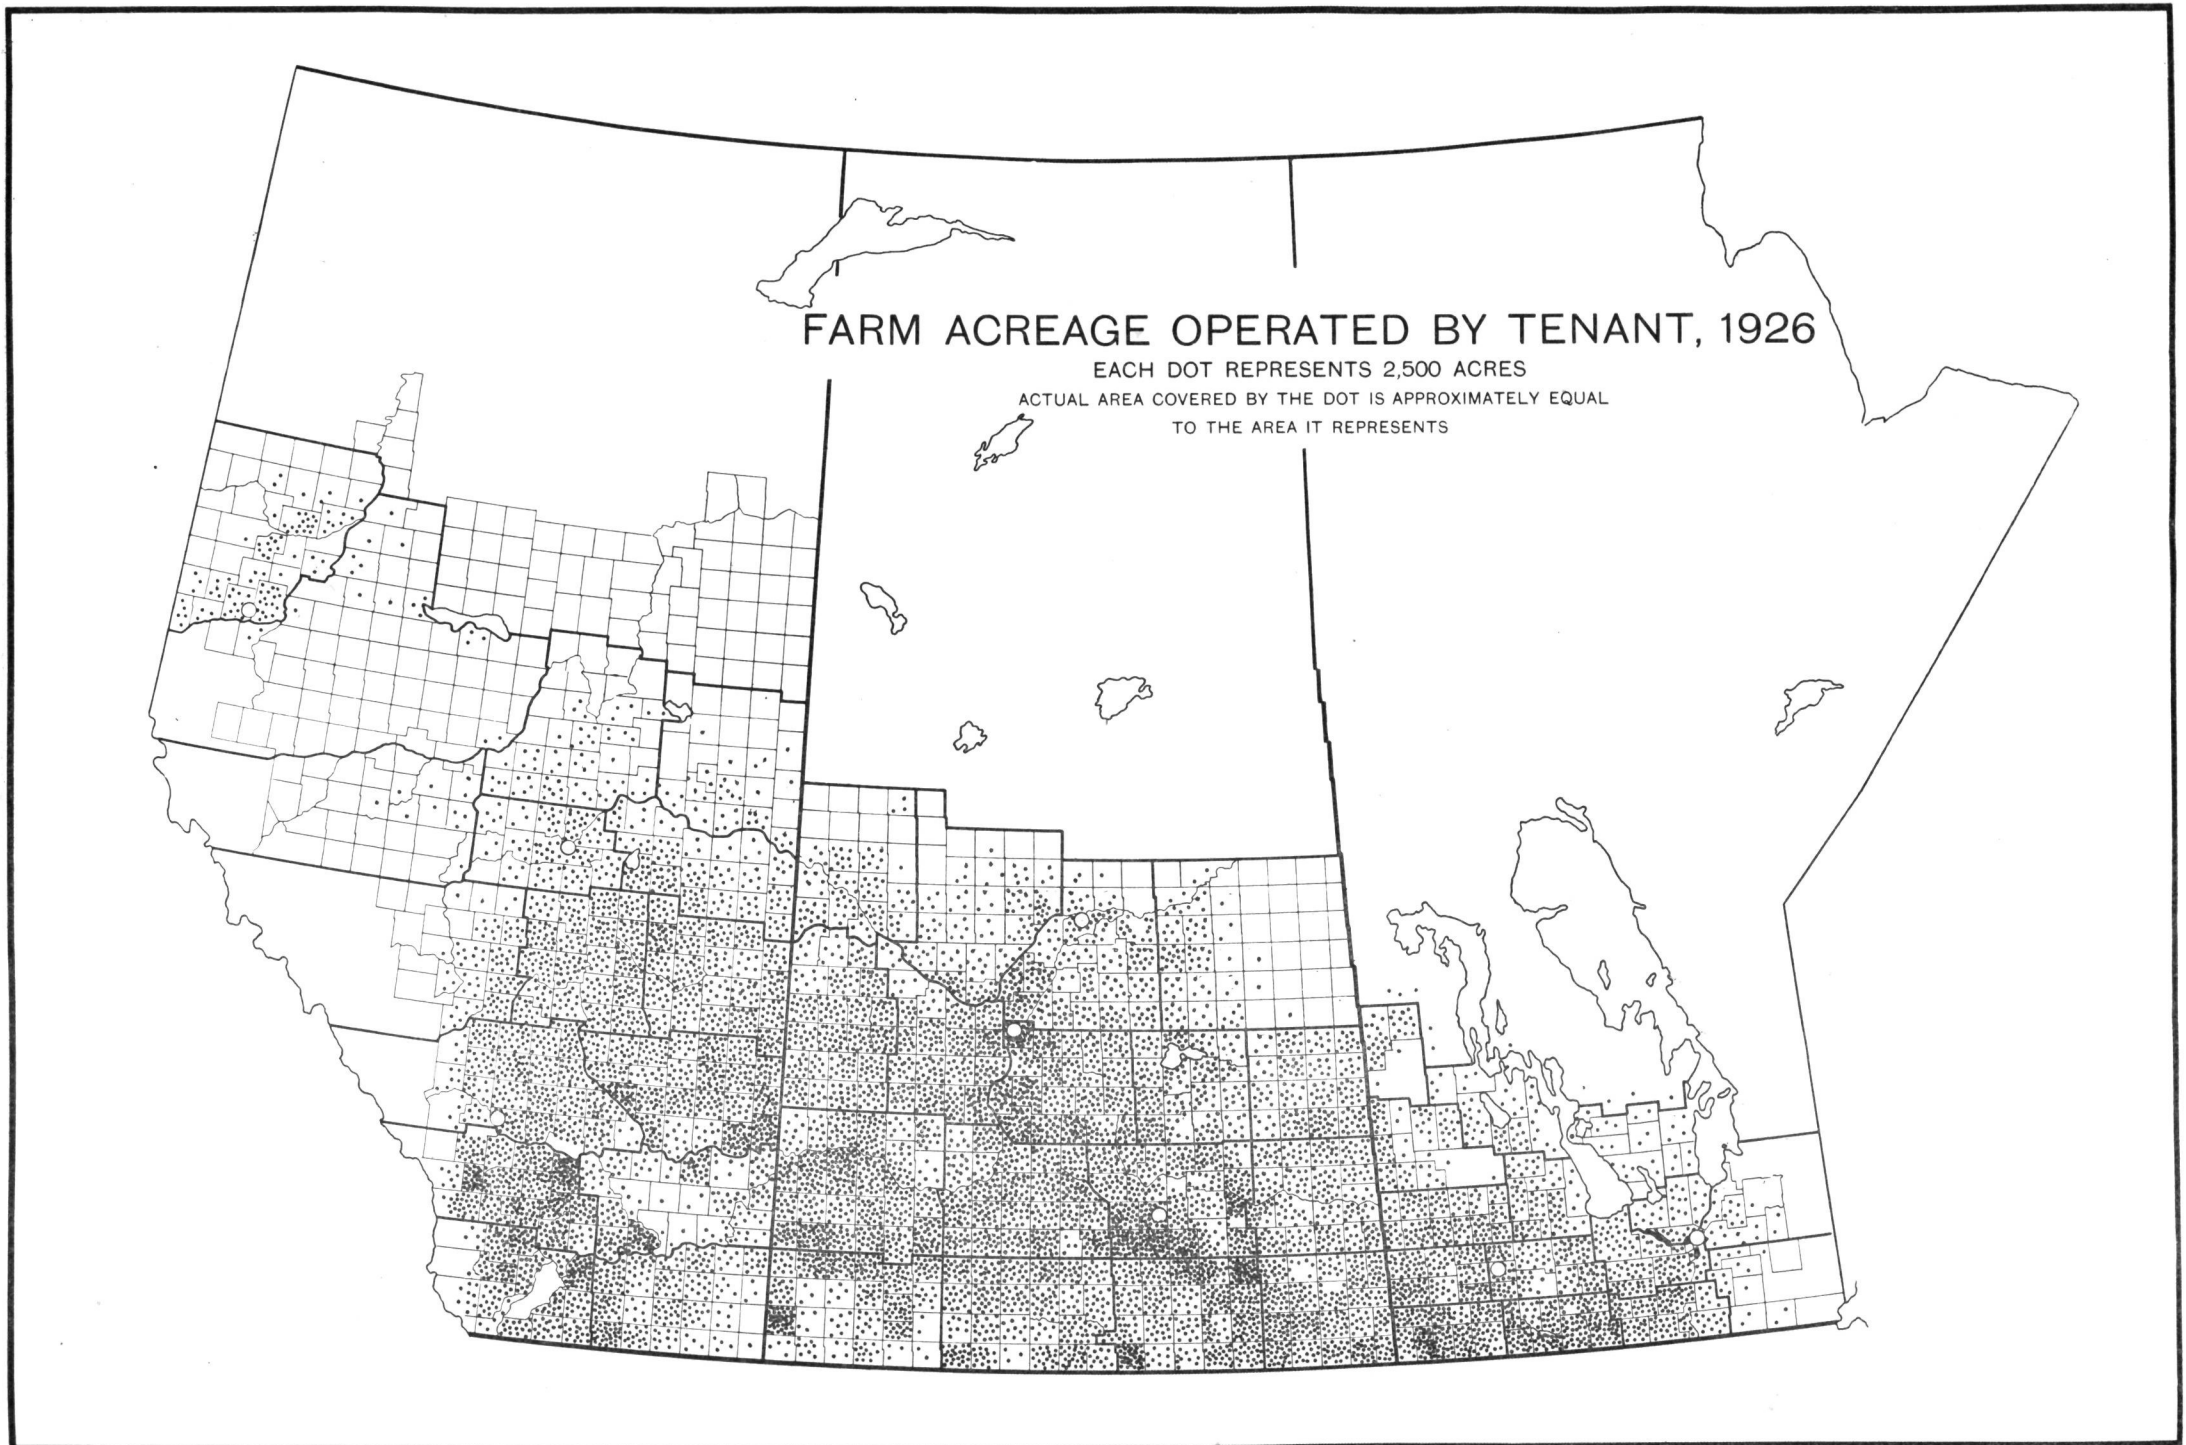 FARM ACREAGE OPERATED BY TENANT, 1926
EACH DOT REPRESENTS 2,500 ACRES
ACTUAL AREA COVERED BY THE DOT IS APPROXIMATELY EQUAL
TO THE AREA IT REPRESENTS